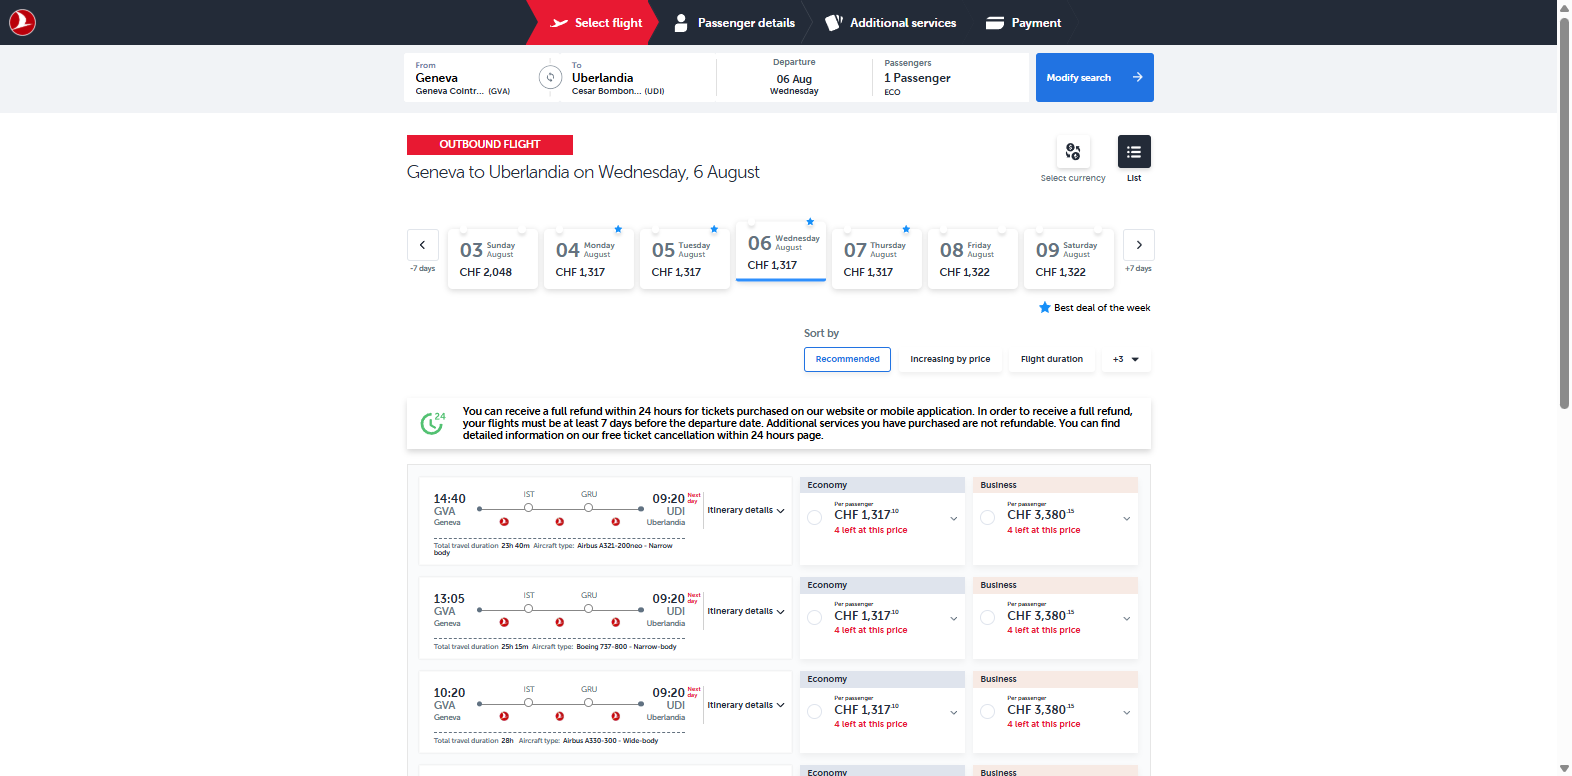 Select flight
Passenger details
Additional services
Payment
From
Geneva
Geneva Cointr... (GVA)
To
Uberlandia
Cesar Bombon... (UDI)
Departure
06 Aug
Wednesday
Passengers
1 Passenger
ECO
Modify search
OUTBOUND FLIGHT
Geneva to Uberlandia on Wednesday, 6 August
Select currency
List
-7 days
03 Sunday August
CHF 2,048
04 Monday August
CHF 1,317
05 Tuesday August
CHF 1,317
06 Wednesday August
CHF 1,317
07 Thursday August
CHF 1,317
08 Friday August
CHF 1,322
09 Saturday August
CHF 1,322
+7 days
Best deal of the week
Sort by
Recommended
Increasing by price
Flight duration
+3
24
You can receive a full refund within 24 hours for tickets purchased on our website or mobile application. In order to receive a full refund,
your flights must be at least 7 days before the departure date. Additional services you have purchased are not refundable. You can find
detailed information on our free ticket cancellation within 24 hours page.
14:40
GVA
Geneva
IST
GRU
09:20 Next day
UDI
Uberlandia
Itinerary details
Total travel duration 23h 40m Aircraft type: Airbus A321-200neo - Narrow
body
Economy
Per passenger
CHF 1,317.10
4 left at this price
Business
Per passenger
CHF 3,380.15
4 left at this price
13:05
GVA
Geneva
IST
GRU
09:20 Next day
UDI
Uberlandia
Itinerary details
Total travel duration 25h 15m Aircraft type: Boeing 737-800 - Narrow-body
Economy
Per passenger
CHF 1,317.10
4 left at this price
Business
Per passenger
CHF 3,380.15
4 left at this price
10:20
GVA
Geneva
IST
GRU
09:20 Next day
UDI
Uberlandia
Itinerary details
Total travel duration 28h Aircraft type: Airbus A330-300 - Wide-body
Economy
Per passenger
CHF 1,317.10
4 left at this price
Business
Per passenger
CHF 3,380.15
4 left at this price
Economy
Business